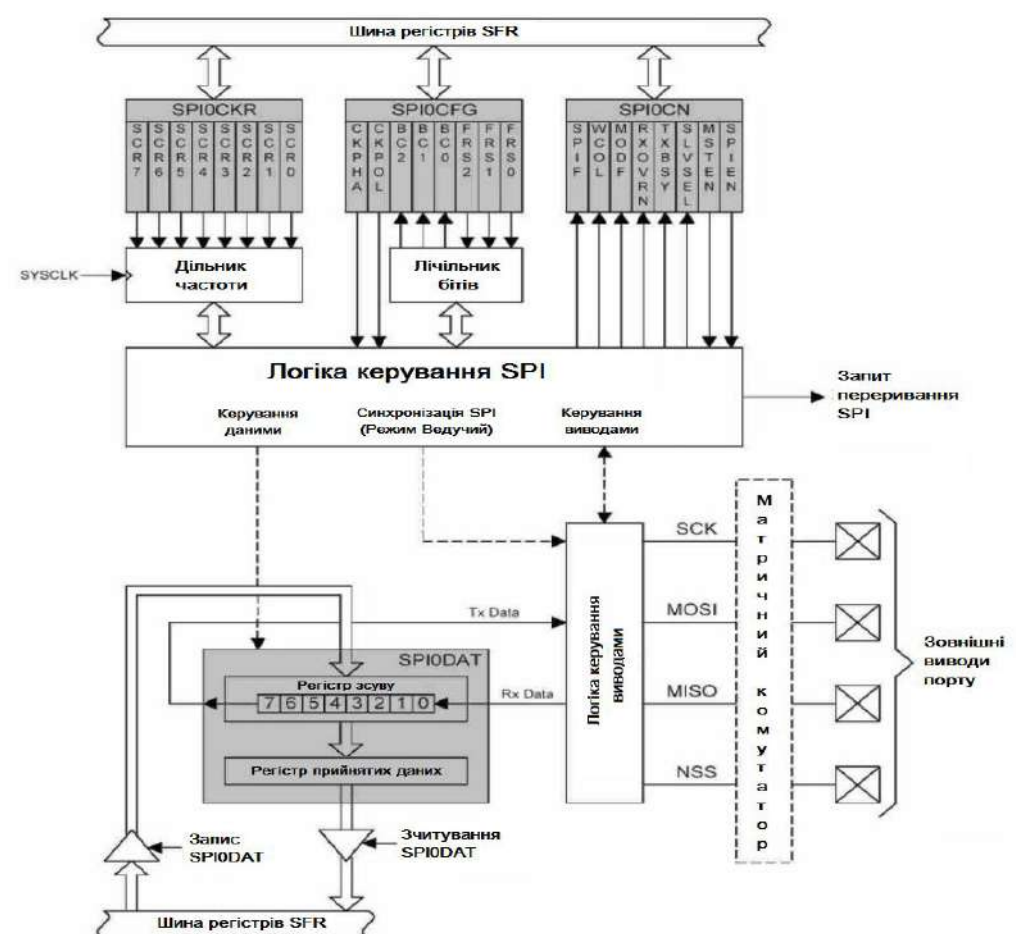 Шина регістрів SFR
SPI0CKR
SPI0CFG
SPI0CN
SCR7
SCR6
SCR5
SCR4
SCR3
SCR2
SCR1
SCR0
CKPHA
CKPOL
BC2
BC1
BC0
FRS2
FRS1
FRS0
SPIF
WCOL
MODF
RXOVRN
TXBSY
SLVSEL
MSTEN
SPIEN
SYSCLK
Дільник
частоти
Лічільник
бітів
Логіка керування SPI
Керування
даними
Синхронізація SPI
(Режим Ведучий)
Керування
виводами
Запит
переривання
SPI
Tx Data
SPI0DAT
Регістр зсуву
7 6 5 4 3 2 1 0
Rx Data
Регістр прийнятих даних
Логіка керування
виводами
SCK
MOSI
MISO
NSS
Матричний комутатор
Зовнішні
виводи
порту
Запис
SPI0DAT
Зчитування
SPI0DAT
Шина регістрів SFR